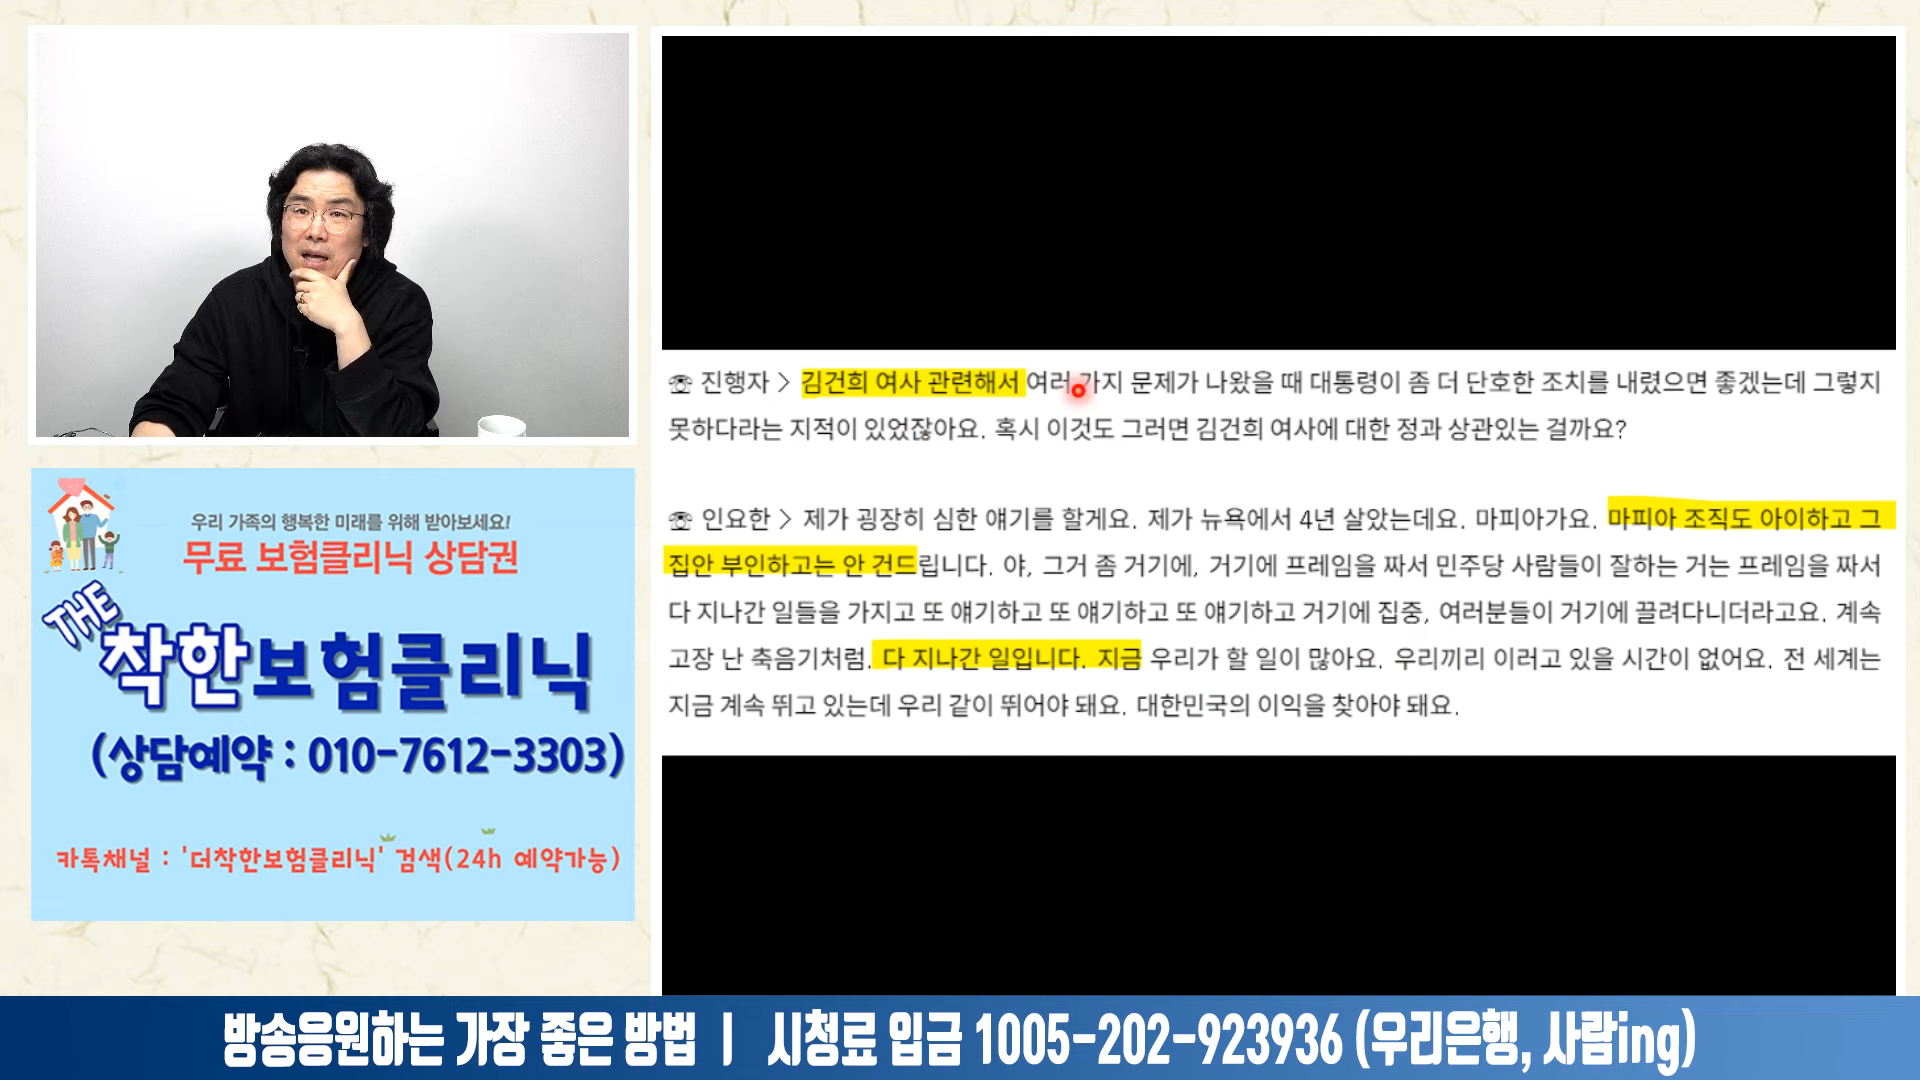 우리 가족의 행복한 미래를 위해 받아보세요!
무료 보험클리닉 상담권
THE
착한보험클리닉
(상담예약 : 010-7612-3303)
카톡채널 : '더착한보험클리닉' 검색(24h 예약가능)
☏ 진행자 > 김건희 여사 관련해서 여러 가지 문제가 나왔을 때 대통령이 좀 더 단호한 조치를 내렸으면 좋겠는데 그렇지
못하다라는 지적이 있었잖아요. 혹시 이것도 그러면 김건희 여사에 대한 정과 상관있는 걸까요?
☏ 인요한 > 제가 굉장히 심한 얘기를 할게요. 제가 뉴욕에서 4년 살았는데요. 마피아가요. 마피아 조직도 아이하고 그
집안 부인하고는 안 건드립니다. 야, 그거 좀 거기에, 거기에 프레임을 짜서 민주당 사람들이 잘하는 거는 프레임을 짜서
다 지나간 일들을 가지고 또 얘기하고 또 얘기하고 또 얘기하고 거기에 집중, 여러분들이 거기에 끌려다니더라고요. 계속
고장 난 축음기처럼. 다 지나간 일입니다. 지금 우리가 할 일이 많아요. 우리끼리 이러고 있을 시간이 없어요. 전 세계는
지금 계속 뛰고 있는데 우리 같이 뛰어야 돼요. 대한민국의 이익을 찾아야 돼요.
방송응원하는 가장 좋은 방법 | 시청료 입금 1005-202-923936 (우리은행, 사람ing)